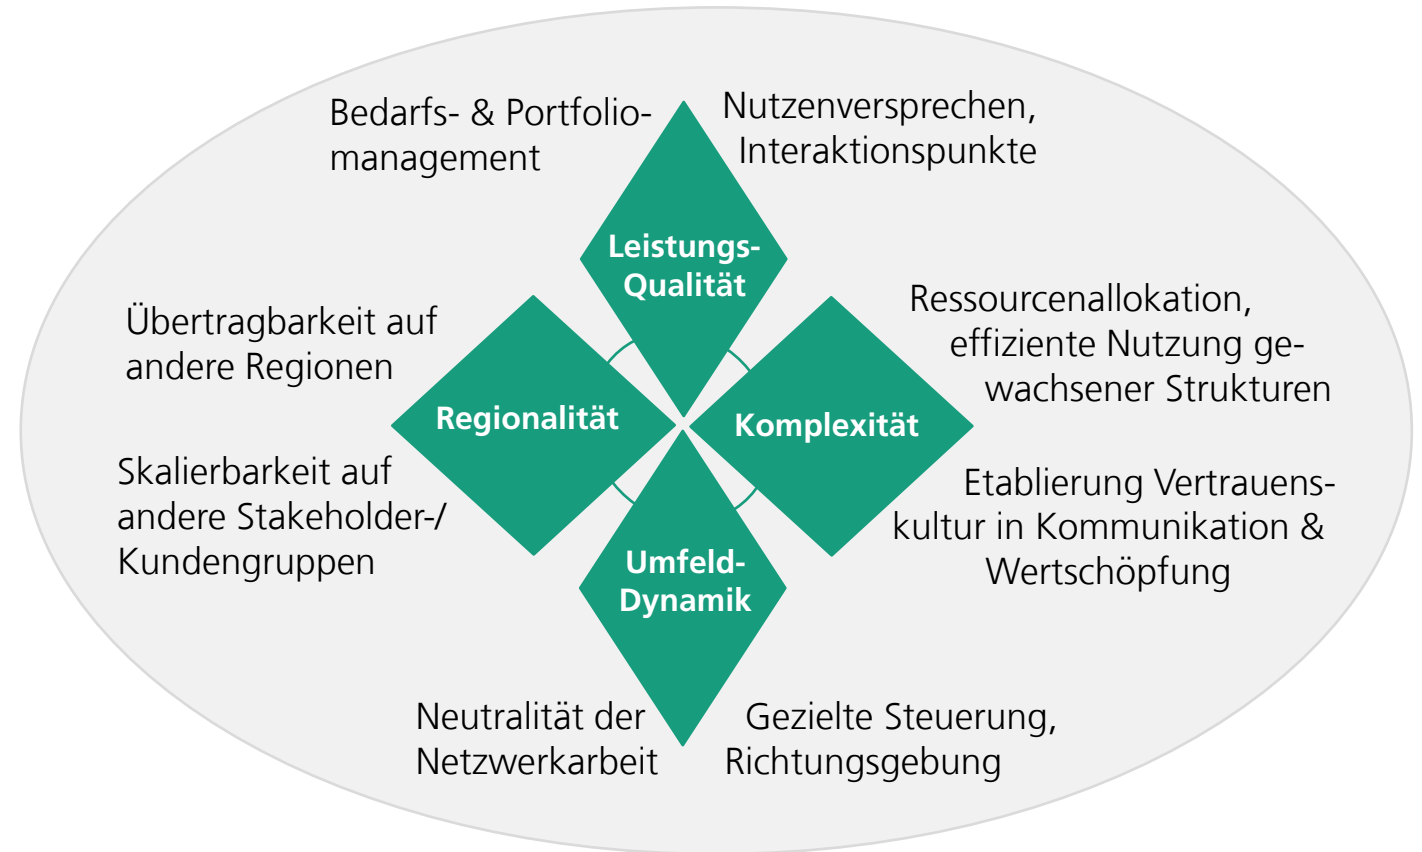 Bedarfs- & Portfolio-
management
Nutzenversprechen,
Interaktionspunkte
Leistungs-
Qualität
Übertragbarkeit auf
andere Regionen
Ressourcenallokation,
effiziente Nutzung ge-
wachsener Strukturen
Regionalität
Komplexität
Skalierbarkeit auf
andere Stakeholder-/
Kundengruppen
Etablierung Vertrauens-
kultur in Kommunikation &
Wertschöpfung
Umfeld-
Dynamik
Neutralität der
Netzwerkarbeit
Gezielte Steuerung,
Richtungsgebung